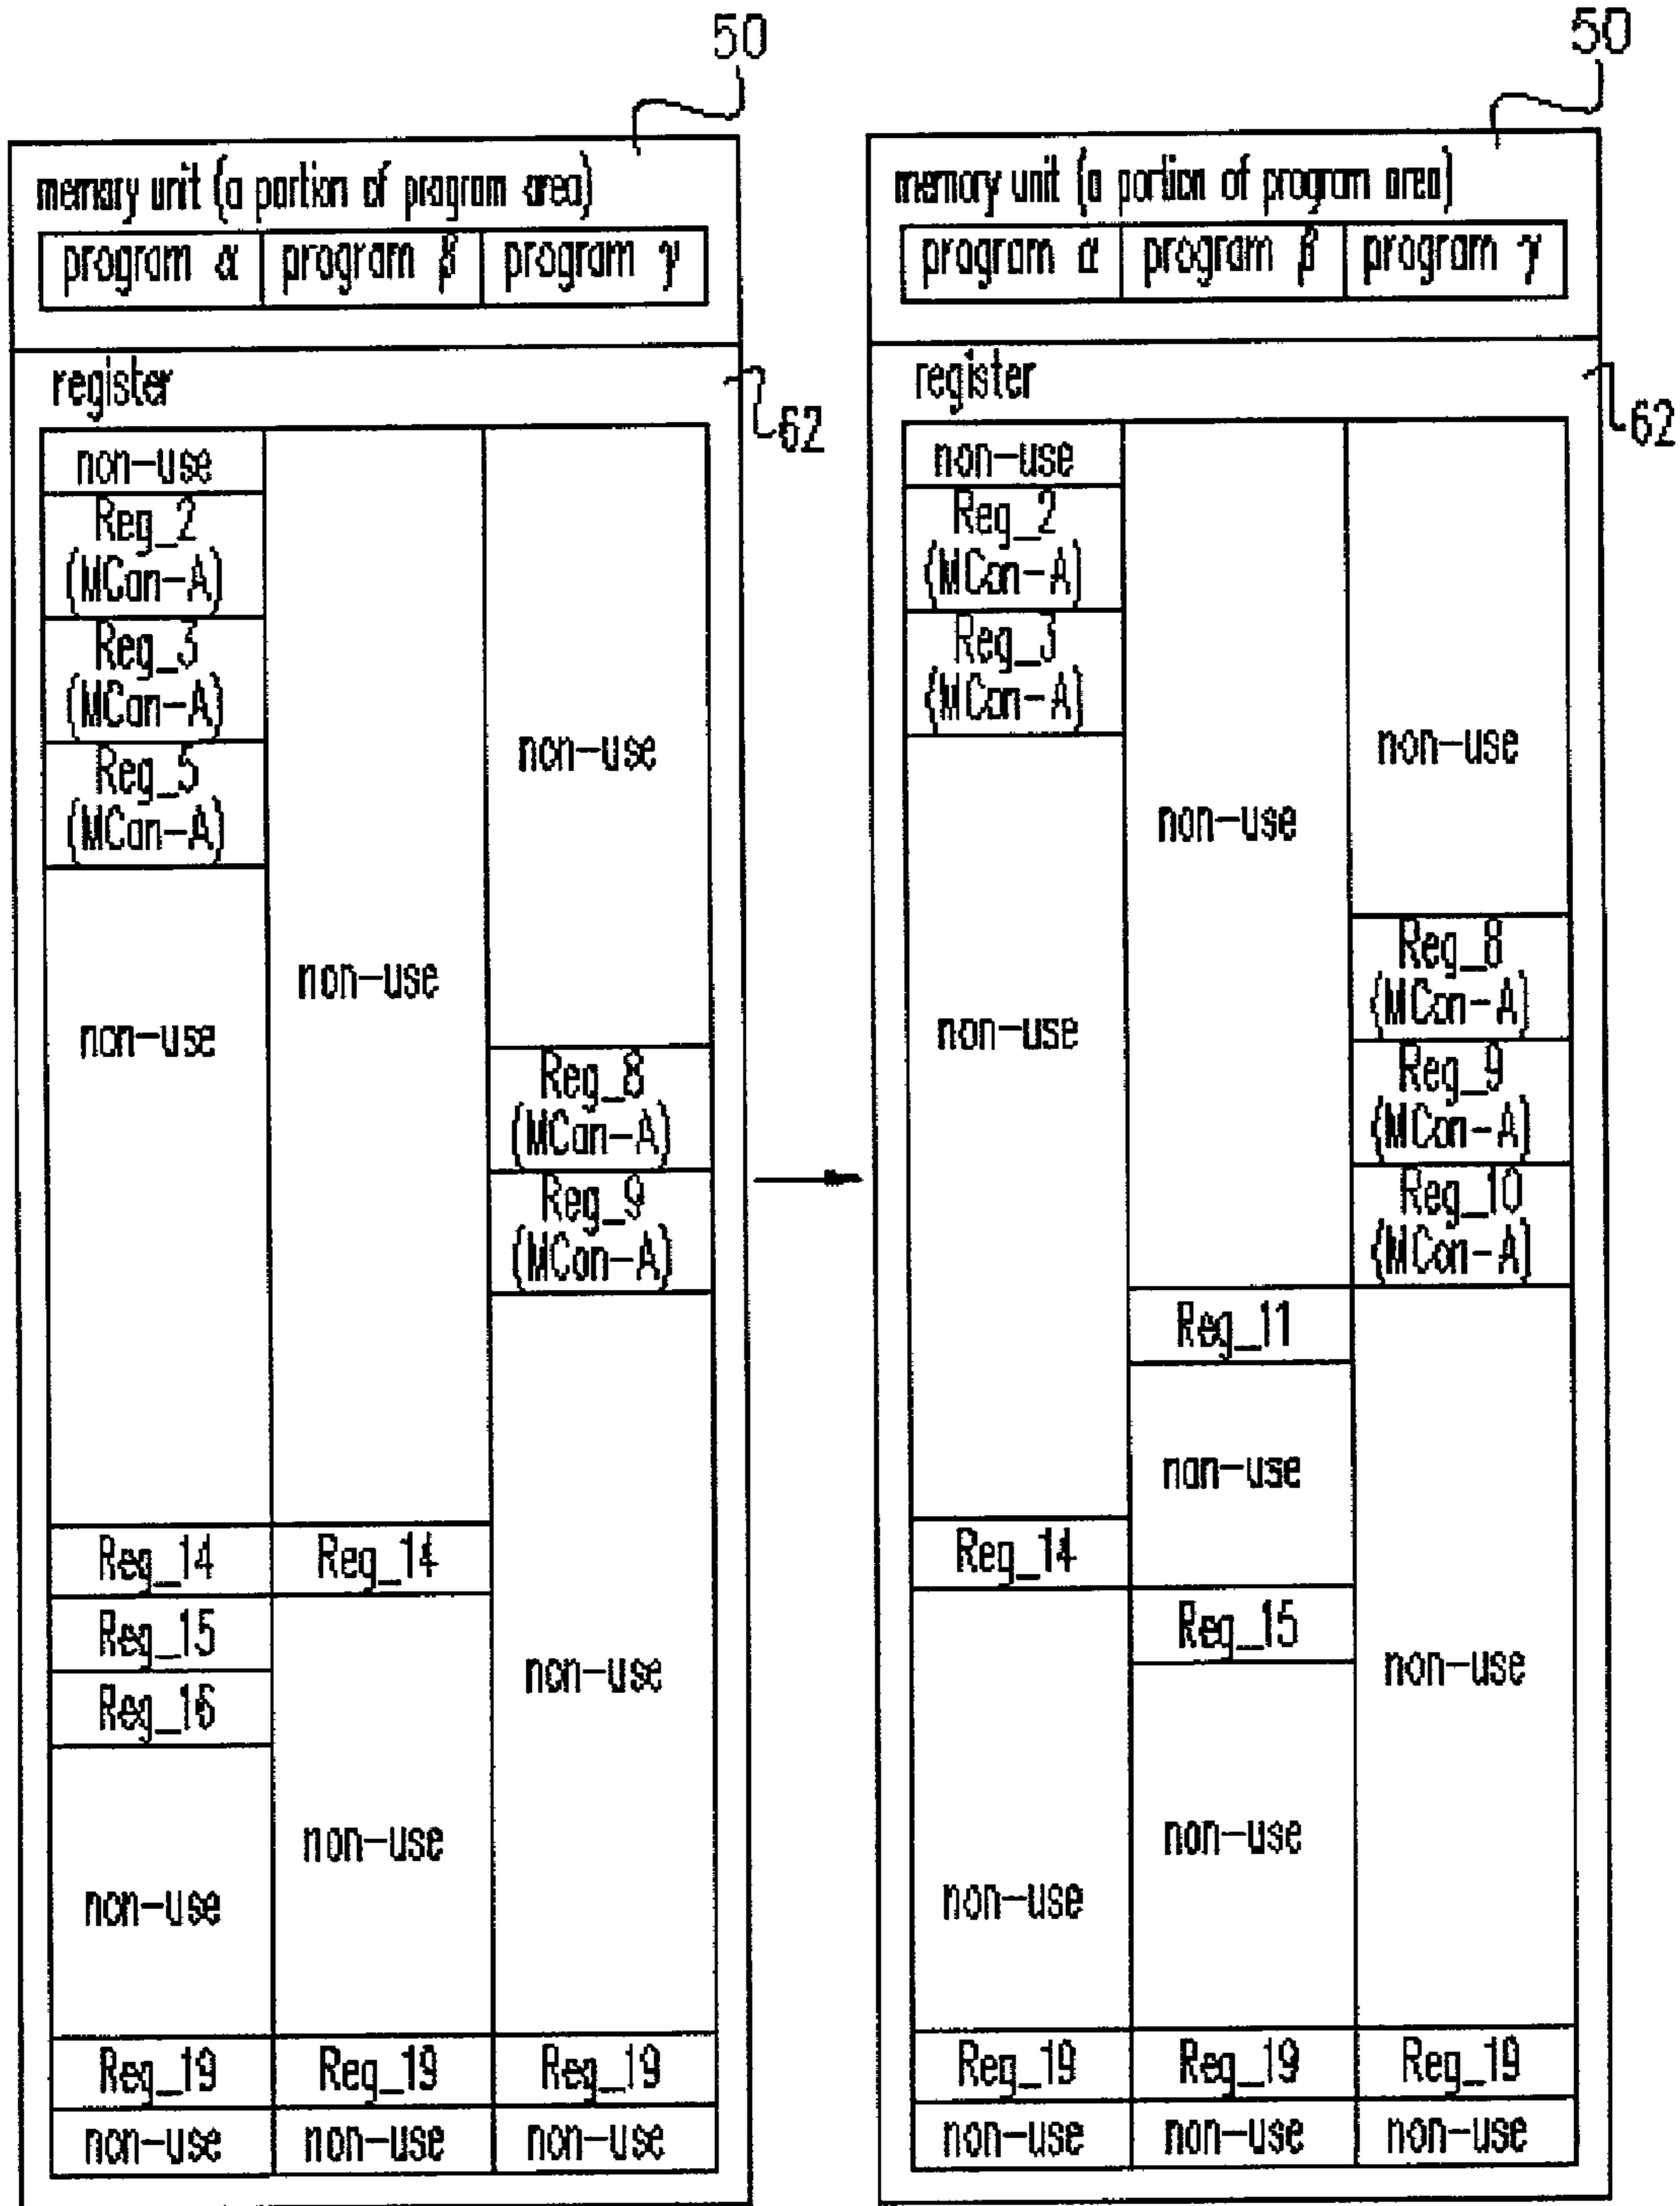 50
memory unit (a portion of program area)
program α
program β
program γ
register
62
non-use
Reg_2
(MCon-A)
Reg_3
(MCon-A)
Reg_5
(MCon-A)
non-use
Reg_14
Reg_15
Reg_16
non-use
Reg_19
non-use
non-use
Reg_14
non-use
Reg_19
non-use
non-use
Reg_8
(MCon-A)
Reg_9
(MCon-A)
non-use
Reg_19
non-use
50
memory unit (a portion of program area)
program α
program β
program γ
register
62
non-use
Reg_2
(MCon-A)
Reg_3
(MCon-A)
non-use
Reg_14
non-use
Reg_19
non-use
non-use
Reg_11
non-use
Reg_15
non-use
Reg_19
non-use
non-use
Reg_8
(MCon-A)
Reg_9
(MCon-A)
Reg_10
(MCon-A)
non-use
Reg_19
non-use